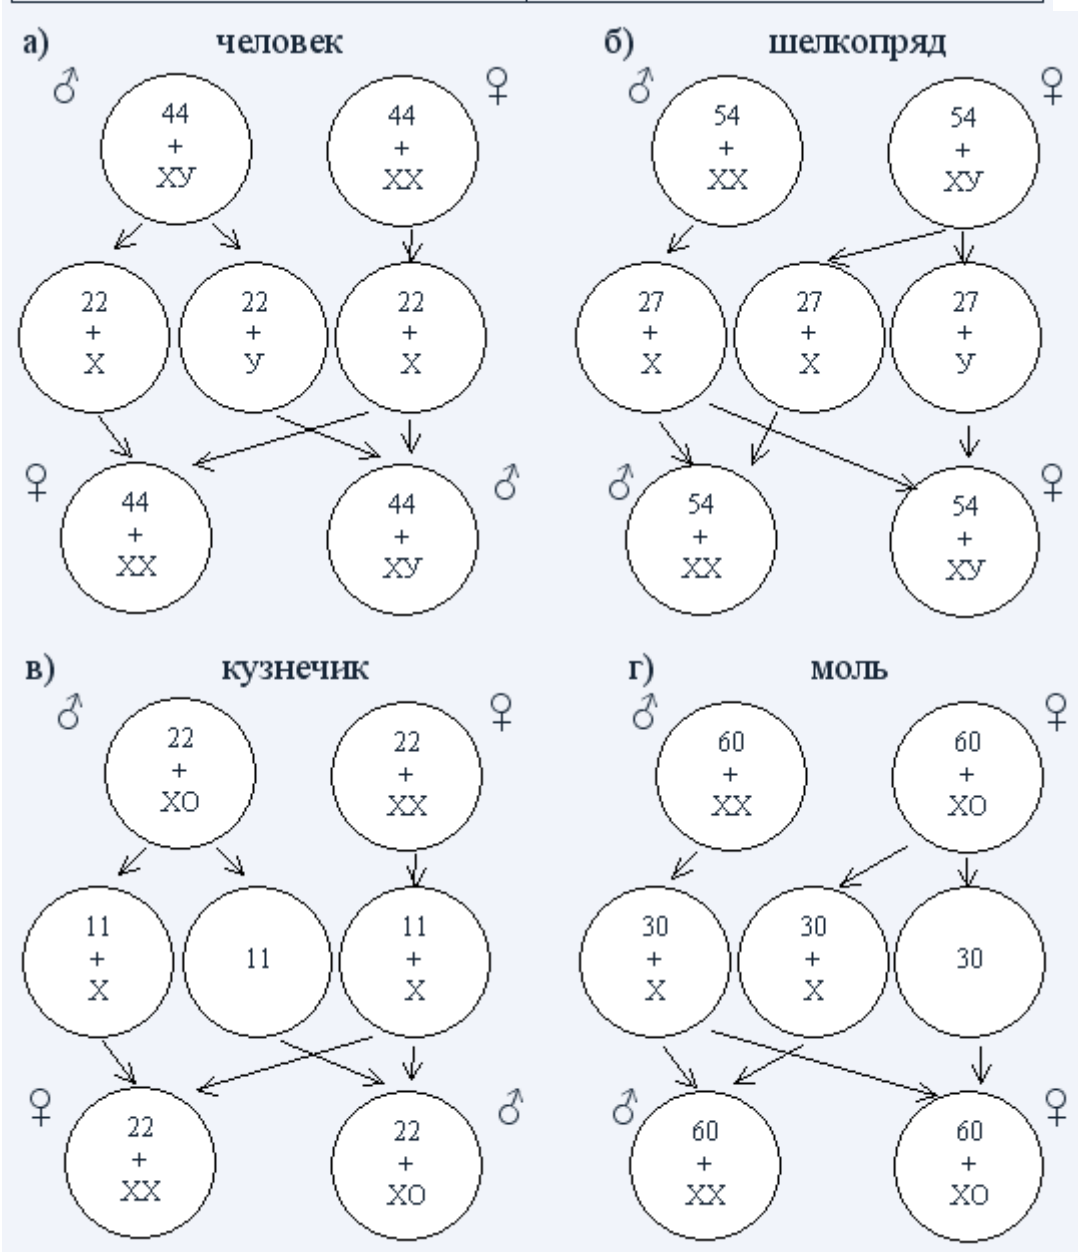 а) человек
♂ ♀
44 + ХУ
44 + ХХ
22 + Х
22 + У
22 + Х
♀ ♂
44 + ХХ
44 + ХУ
б) шелкопряд
♂ ♀
54 + ХХ
54 + ХУ
27 + Х
27 + Х
27 + У
♂ ♀
54 + ХХ
54 + ХУ
в) кузнечик
♂ ♀
22 + ХО
22 + ХХ
11 + Х
11
11 + Х
♀ ♂
22 + ХХ
22 + ХО
г) моль
♂ ♀
60 + ХХ
60 + ХО
30 + Х
30 + Х
30
♂ ♀
60 + ХХ
60 + ХО